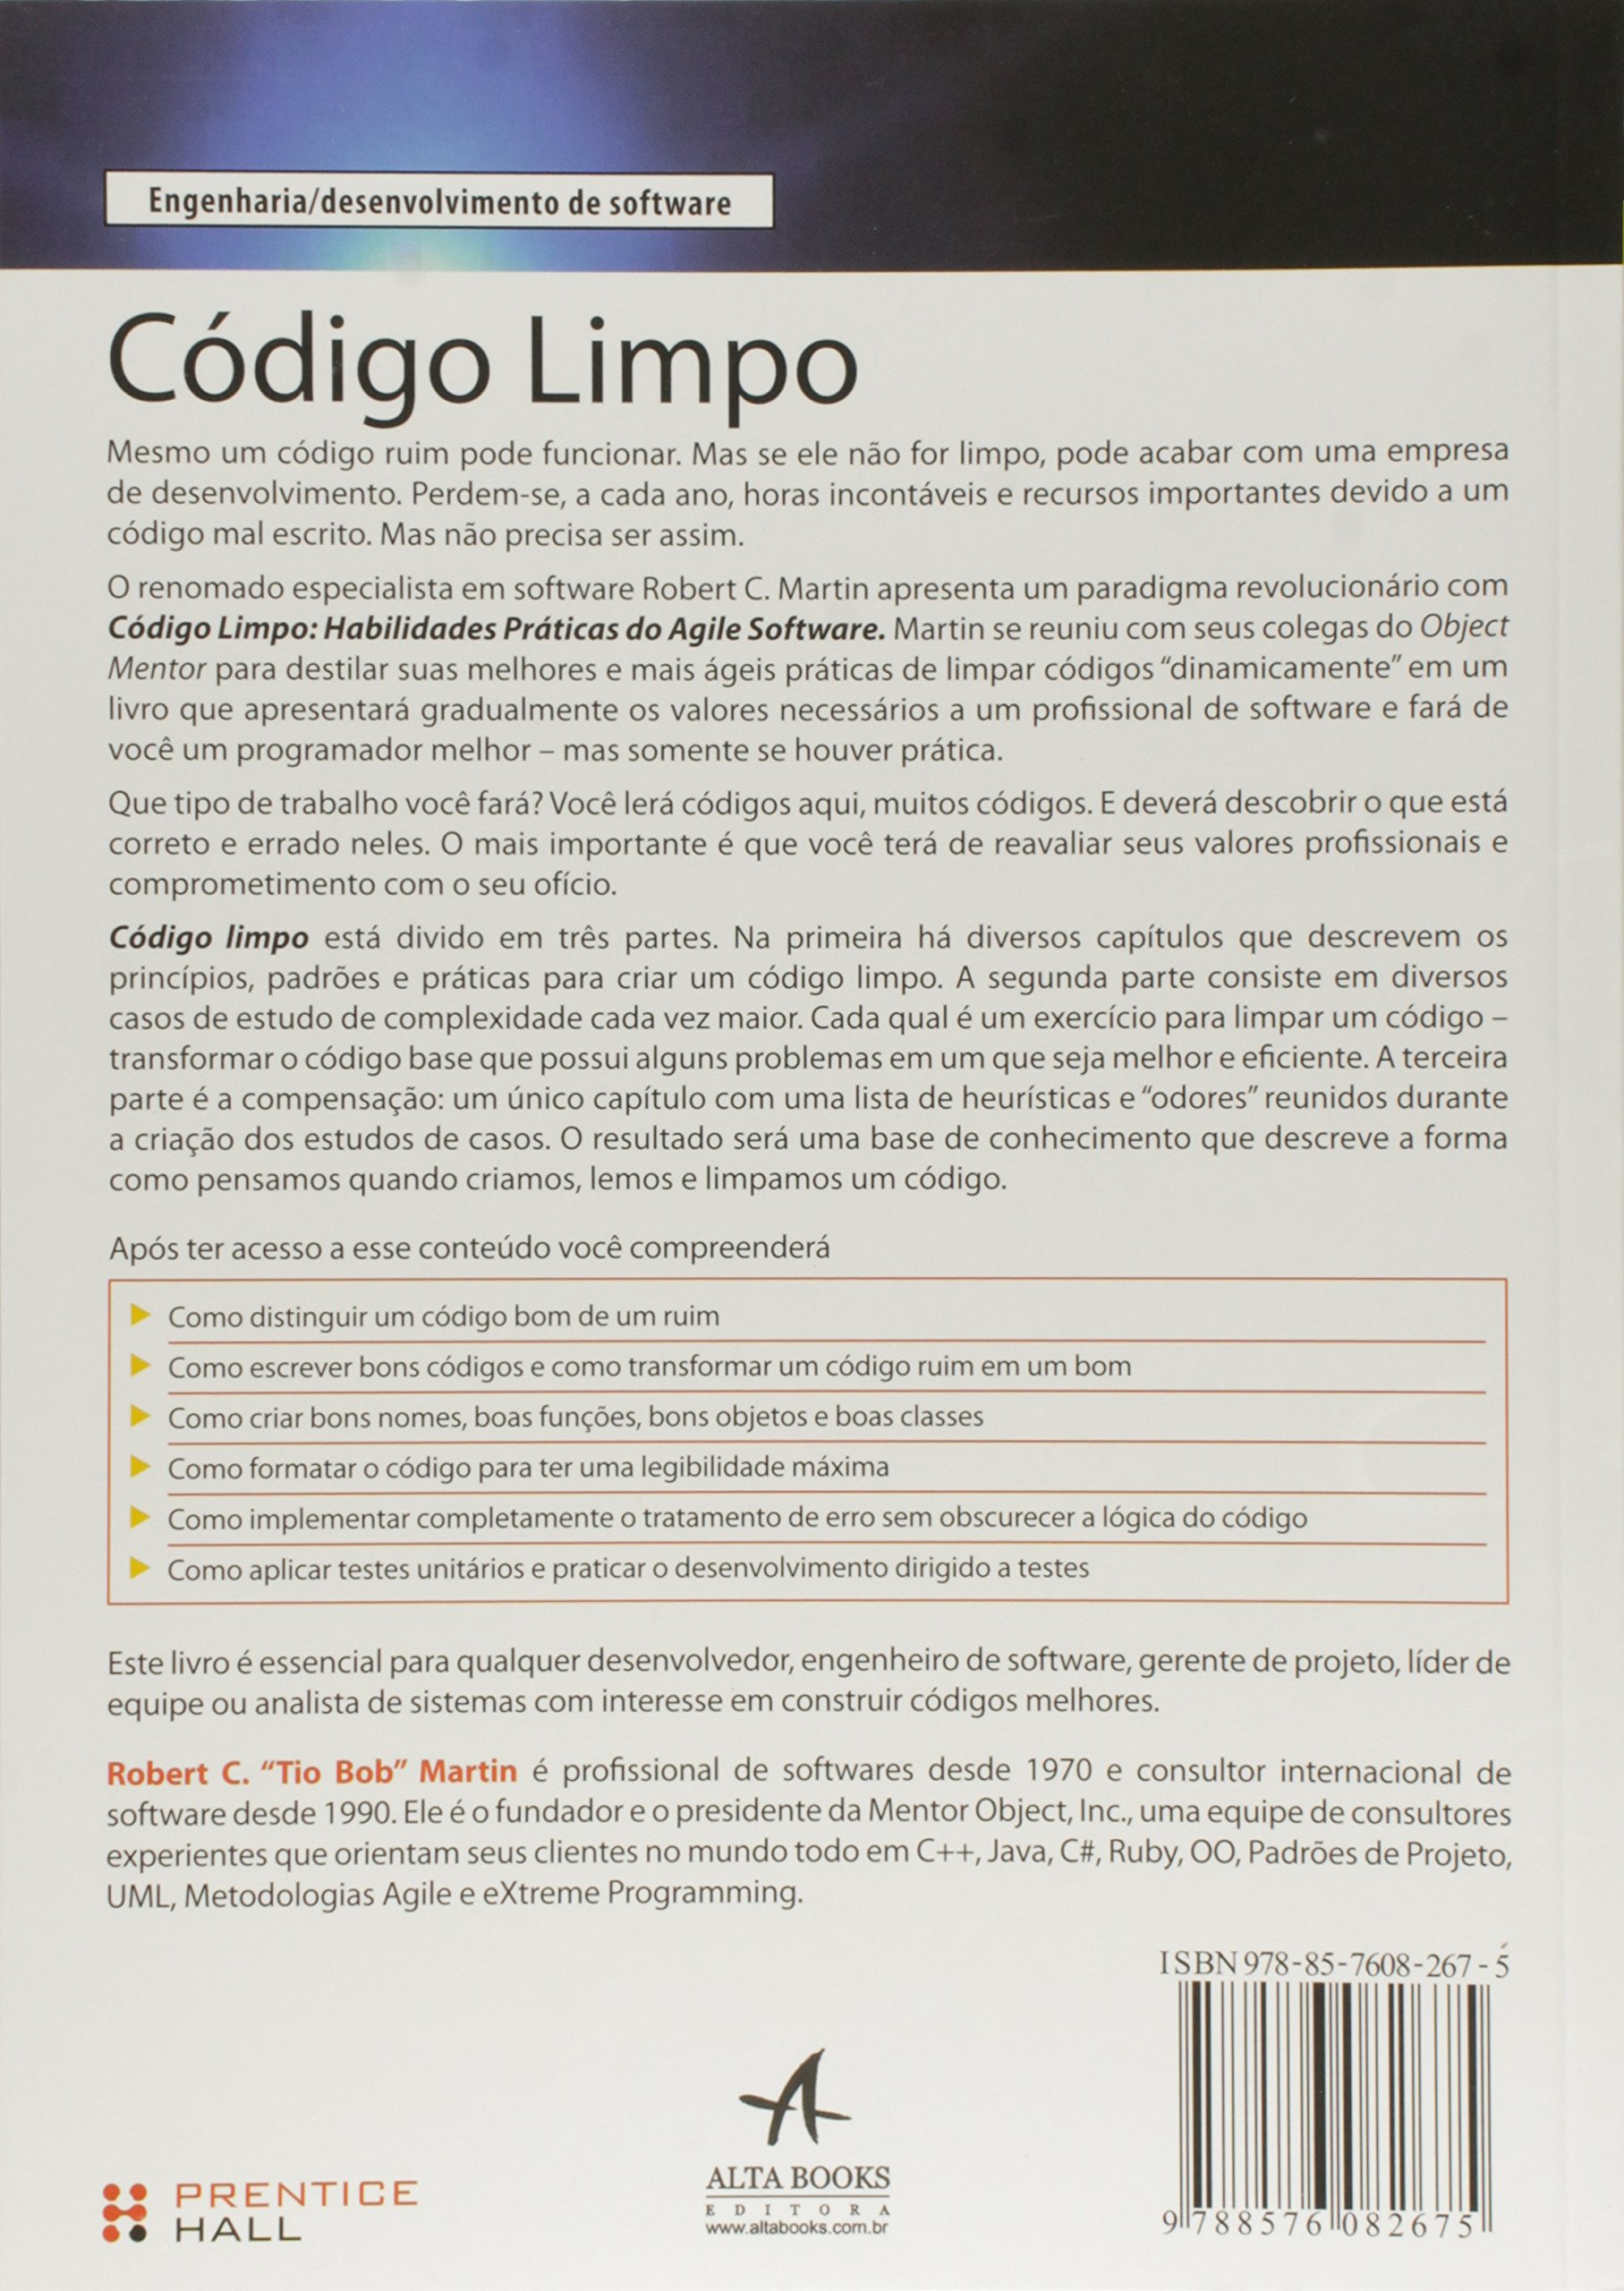 Engenharia/desenvolvimento de software
Código Limpo
Mesmo um código ruim pode funcionar. Mas se ele não for limpo, pode acabar com uma empresa
de desenvolvimento. Perdem-se, a cada ano, horas incontáveis e recursos importantes devido a um
código mal escrito. Mas não precisa ser assim.
O renomado especialista em software Robert C. Martin apresenta um paradigma revolucionário com
Código Limpo: Habilidades Práticas do Agile Software. Martin se reuniu com seus colegas do Object
Mentor para destilar suas melhores e mais ágeis práticas de limpar códigos “dinamicamente” em um
livro que apresentará gradualmente os valores necessários a um profissional de software e fará de
você um programador melhor – mas somente se houver prática.
Que tipo de trabalho você fará? Você lerá códigos aqui, muitos códigos. E deverá descobrir o que está
correto e errado neles. O mais importante é que você terá de reavaliar seus valores profissionais e
comprometimento com o seu ofício.
Código limpo está divido em três partes. Na primeira há diversos capítulos que descrevem os
princípios, padrões e práticas para criar um código limpo. A segunda parte consiste em diversos
casos de estudo de complexidade cada vez maior. Cada qual é um exercício para limpar um código –
transformar o código base que possui alguns problemas em um que seja melhor e eficiente. A terceira
parte é a compensação: um único capítulo com uma lista de heurísticas e “odores” reunidos durante
a criação dos estudos de casos. O resultado será uma base de conhecimento que descreve a forma
como pensamos quando criamos, lemos e limpamos um código.
Após ter acesso a esse conteúdo você compreenderá
Como distinguir um código bom de um ruim
Como escrever bons códigos e como transformar um código ruim em um bom
Como criar bons nomes, boas funções, bons objetos e boas classes
Como formatar o código para ter uma legibilidade máxima
Como implementar completamente o tratamento de erro sem obscurecer a lógica do código
Como aplicar testes unitários e praticar o desenvolvimento dirigido a testes
Este livro é essencial para qualquer desenvolvedor, engenheiro de software, gerente de projeto, líder de
equipe ou analista de sistemas com interesse em construir códigos melhores.
Robert C. “Tio Bob” Martin é profissional de softwares desde 1970 e consultor internacional de
software desde 1990. Ele é o fundador e o presidente da Mentor Object, Inc., uma equipe de consultores
experientes que orientam seus clientes no mundo todo em C++, Java, C#, Ruby, OO, Padrões de Projeto,
UML, Metodologias Agile e eXtreme Programming.
ISBN 978-85-7608-267-5
9 788576 082675
PRENTICE
HALL
ALTA BOOKS
EDITORA
www.altabooks.com.br